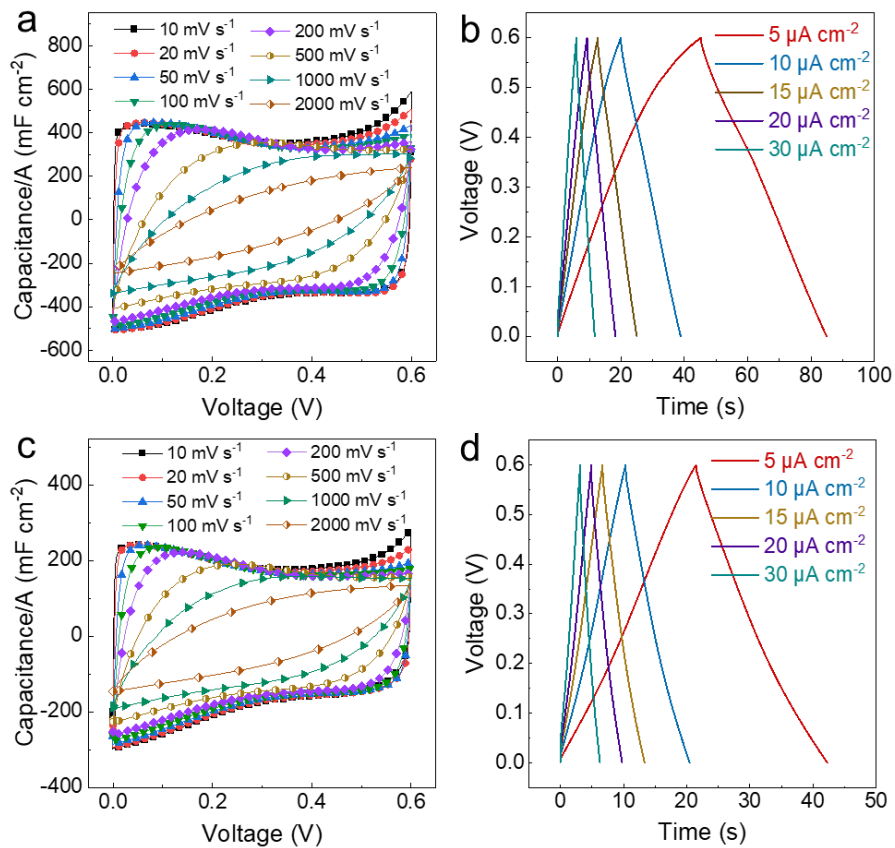 a
10 mV s⁻¹
20 mV s⁻¹
50 mV s⁻¹
100 mV s⁻¹
200 mV s⁻¹
500 mV s⁻¹
1000 mV s⁻¹
2000 mV s⁻¹
Capacitance/A (mF cm⁻²)
800
600
400
200
0
-200
-400
-600
0.0
0.2
0.4
0.6
Voltage (V)
b
5 µA cm⁻²
10 µA cm⁻²
15 µA cm⁻²
20 µA cm⁻²
30 µA cm⁻²
Voltage (V)
0.6
0.5
0.4
0.3
0.2
0.1
0.0
0
20
40
60
80
100
Time (s)
c
10 mV s⁻¹
20 mV s⁻¹
50 mV s⁻¹
100 mV s⁻¹
200 mV s⁻¹
500 mV s⁻¹
1000 mV s⁻¹
2000 mV s⁻¹
Capacitance/A (mF cm⁻²)
400
200
0
-200
-400
0.0
0.2
0.4
0.6
Voltage (V)
d
5 µA cm⁻²
10 µA cm⁻²
15 µA cm⁻²
20 µA cm⁻²
30 µA cm⁻²
Voltage (V)
0.6
0.5
0.4
0.3
0.2
0.1
0.0
0
10
20
30
40
50
Time (s)